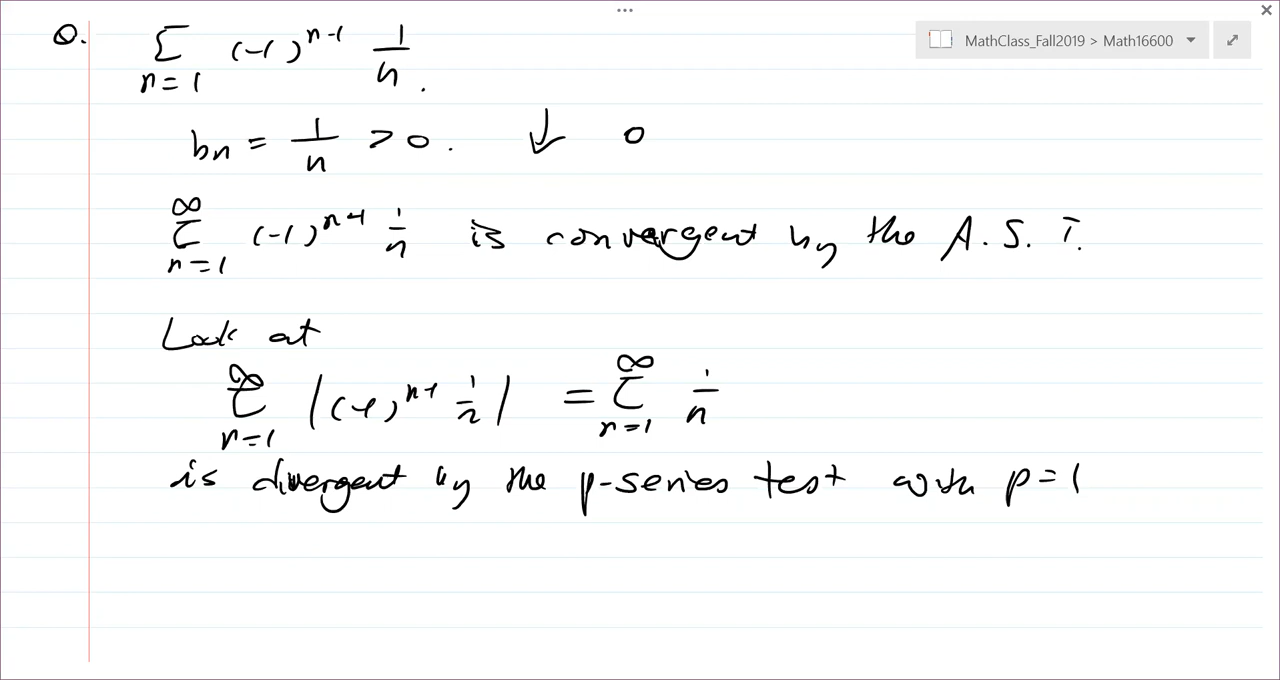 MathClass_Fall2019 > Math16600
Q. Σ_{n=1} (-1)^{n-1} 1/n.
b_n = 1/n > 0. ↓ 0
Σ_{n=1}^{∞} (-1)^{n-1} 1/n is convergent by the A.S.T.
Look at
Σ_{n=1}^{∞} |(-1)^{n-1} 1/n| = Σ_{n=1}^{∞} 1/n
is divergent by the p-series test with p=1